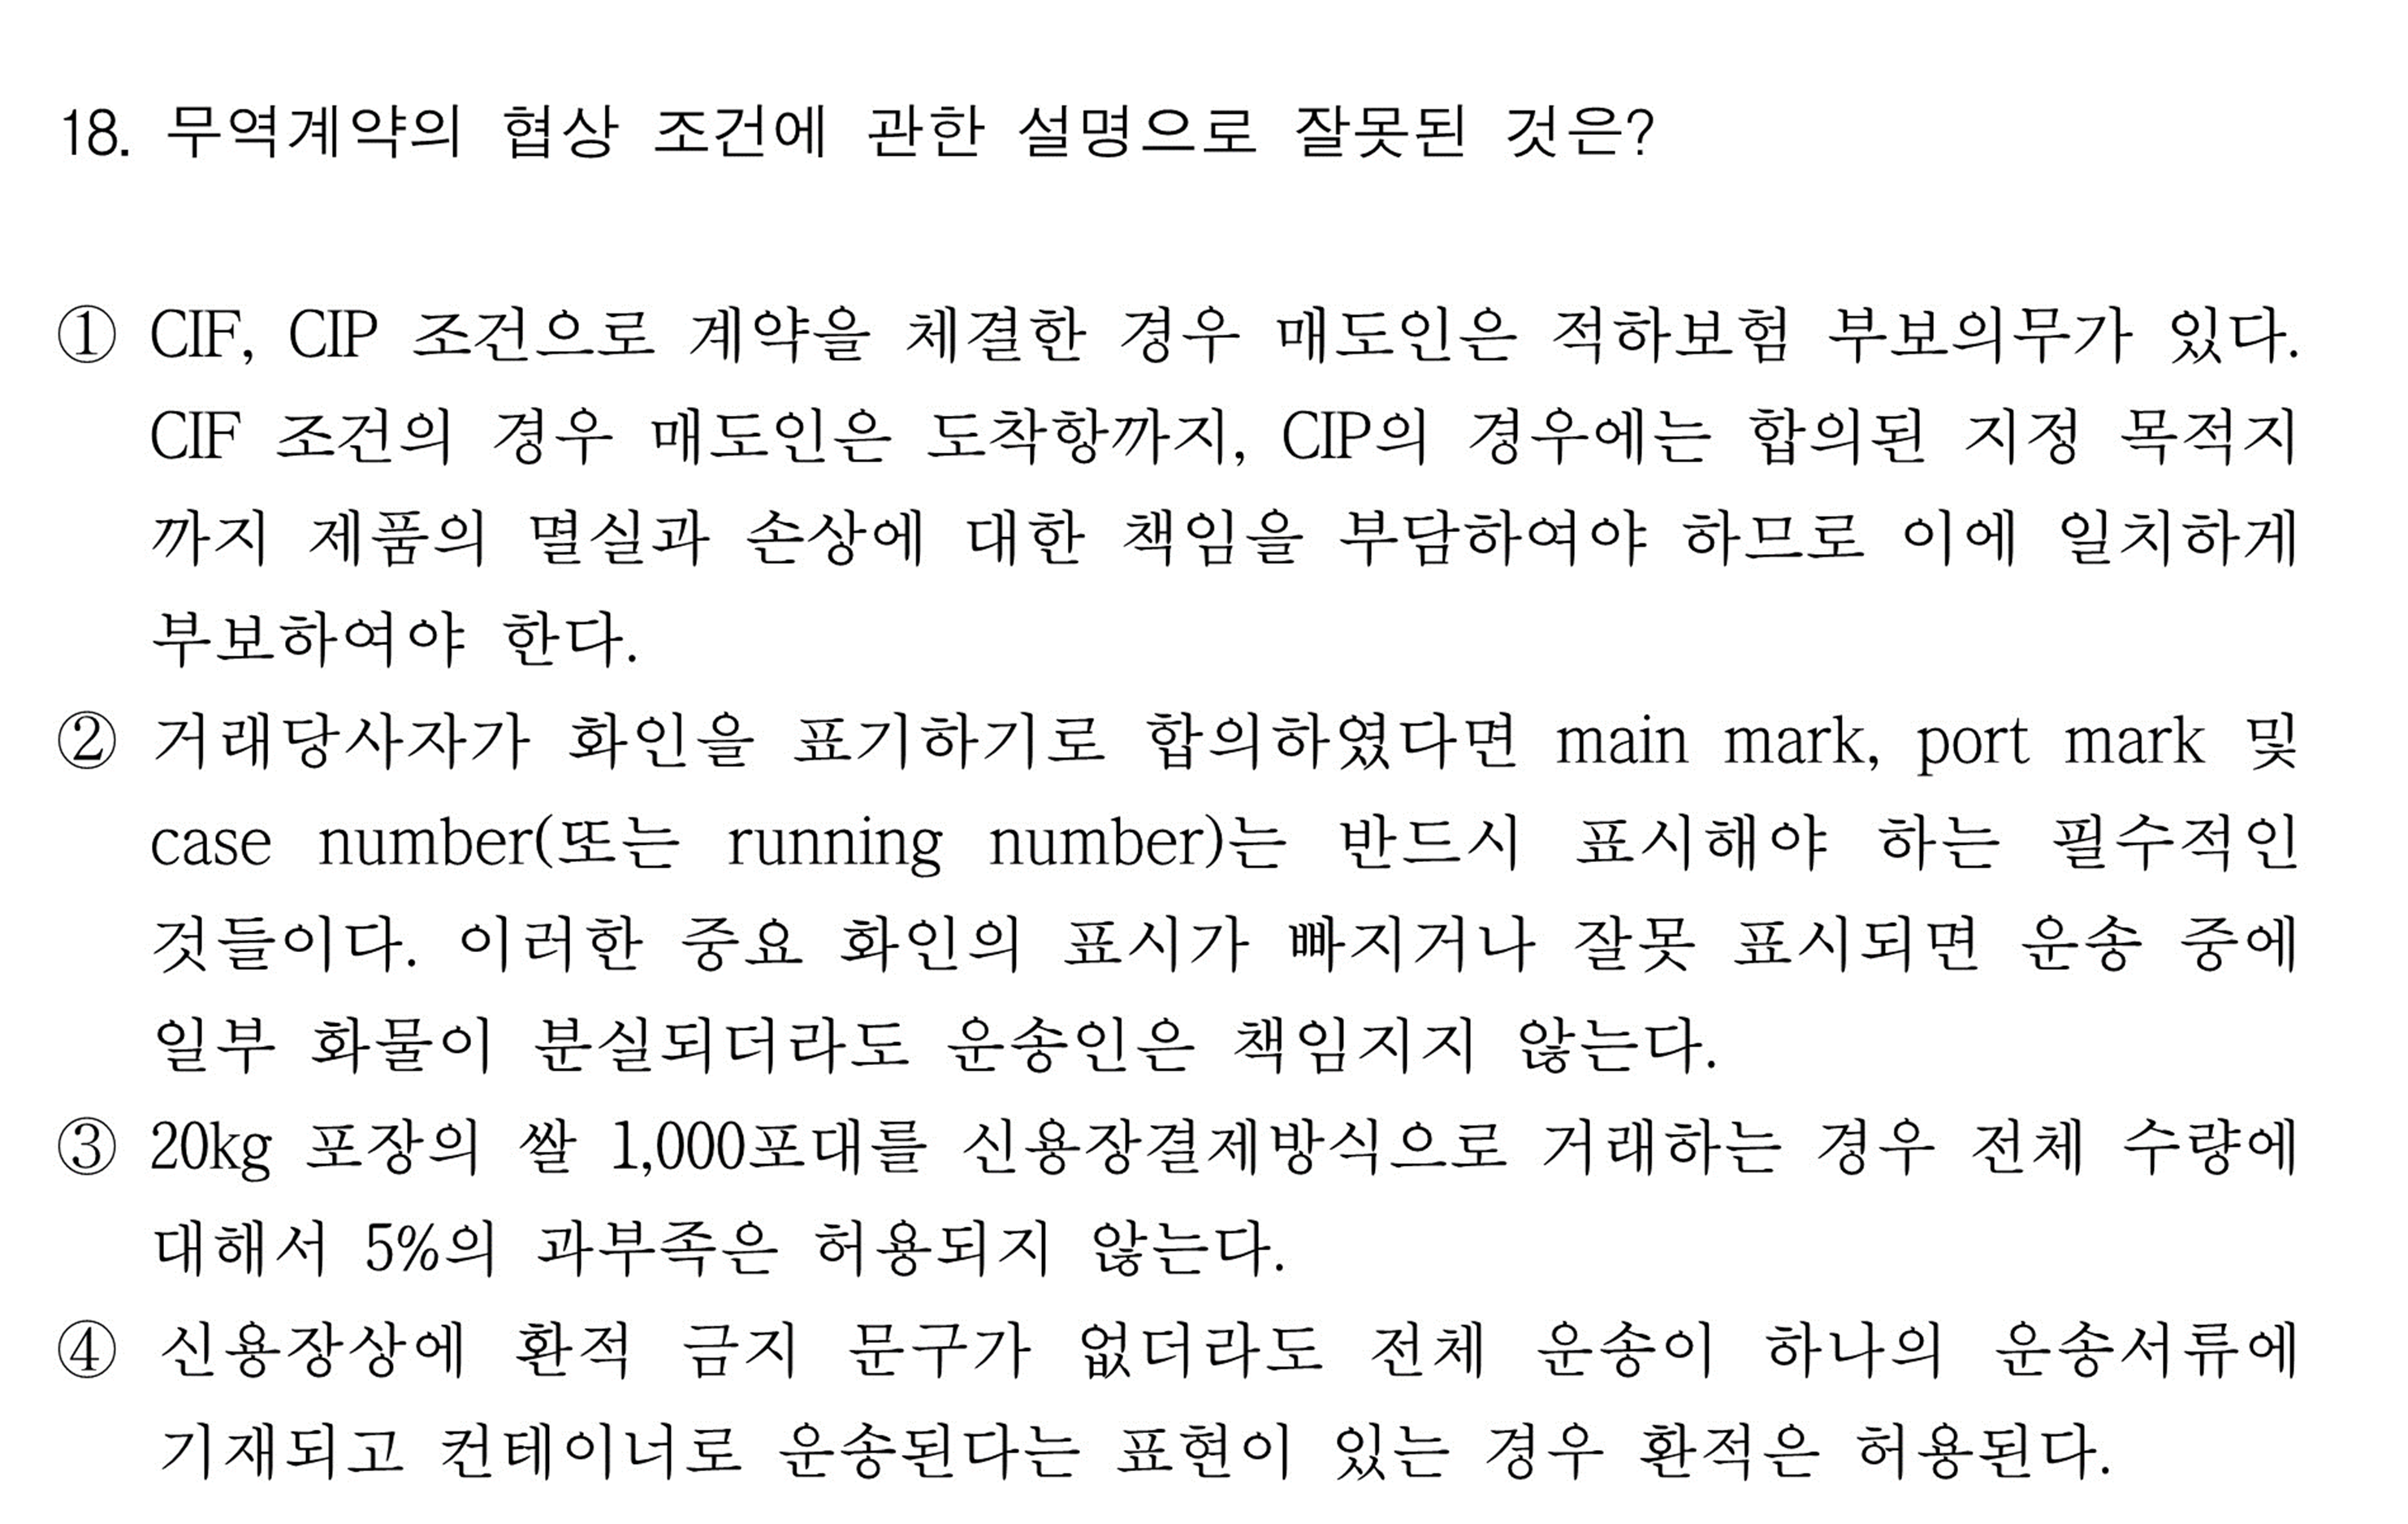 18. 무역계약의 협상 조건에 관한 설명으로 잘못된 것은?
① CIF, CIP 조건으로 계약을 체결한 경우 매도인은 적하보험 부보의무가 있다.
CIF 조건의 경우 매도인은 도착항까지, CIP의 경우에는 합의된 지정 목적지
까지 제품의 멸실과 손상에 대한 책임을 부담하여야 하므로 이에 일치하게
부보하여야 한다.
② 거래당사자가 화인을 표기하기로 합의하였다면 main mark, port mark 및
case number(또는 running number)는 반드시 표시해야 하는 필수적인
것들이다. 이러한 중요 화인의 표시가 빠지거나 잘못 표시되면 운송 중에
일부 화물이 분실되더라도 운송인은 책임지지 않는다.
③ 20kg 포장의 쌀 1,000포대를 신용장결제방식으로 거래하는 경우 전체 수량에
대해서 5%의 과부족은 허용되지 않는다.
④ 신용장상에 환적 금지 문구가 없더라도 전체 운송이 하나의 운송서류에
기재되고 컨테이너로 운송된다는 표현이 있는 경우 환적은 허용된다.